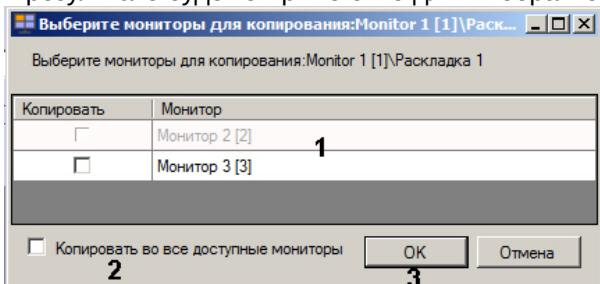 Выберите мониторы для копирования:Monitor 1 [1]\Раск...
Выберите мониторы для копирования:Monitor 1 [1]\Раскладка 1
Копировать Монитор
Монитор 2 [2]
1
Монитор 3 [3]
Копировать во все доступные мониторы OK Отмена
2 3